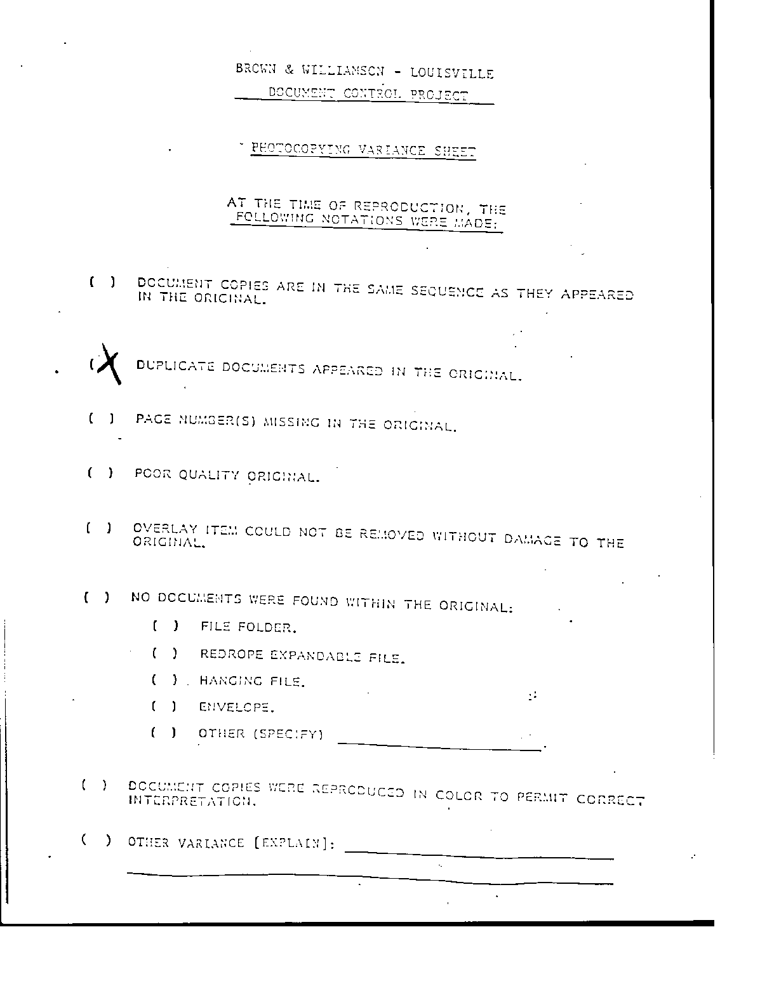 BROWN & WILLIAMSON - LOUISVILLE
DOCUMENT CONTROL PROJECT
PHOTOCOPYING VARIANCE SHEET
AT THE TIME OF REPRODUCTION, THE
FOLLOWING NOTATIONS WERE MADE:
( ) DOCUMENT COPIES ARE IN THE SAME SEQUENCE AS THEY APPEARED
IN THE ORIGINAL.
(X DUPLICATE DOCUMENTS APPEARED IN THE ORIGINAL.
( ) PAGE NUMBER(S) MISSING IN THE ORIGINAL.
( ) POOR QUALITY ORIGINAL.
( ) OVERLAY ITEM COULD NOT BE REMOVED WITHOUT DAMAGE TO THE
ORIGINAL.
( ) NO DOCUMENTS WERE FOUND WITHIN THE ORIGINAL:
( ) FILE FOLDER.
( ) REDROPE EXPANDABLE FILE.
( ) HANGING FILE.
( ) ENVELOPE.
( ) OTHER (SPECIFY)
( ) DOCUMENT COPIES WERE REPRODUCED IN COLOR TO PERMIT CORRECT
INTERPRETATION.
( ) OTHER VARIANCE [EXPLAIN]: